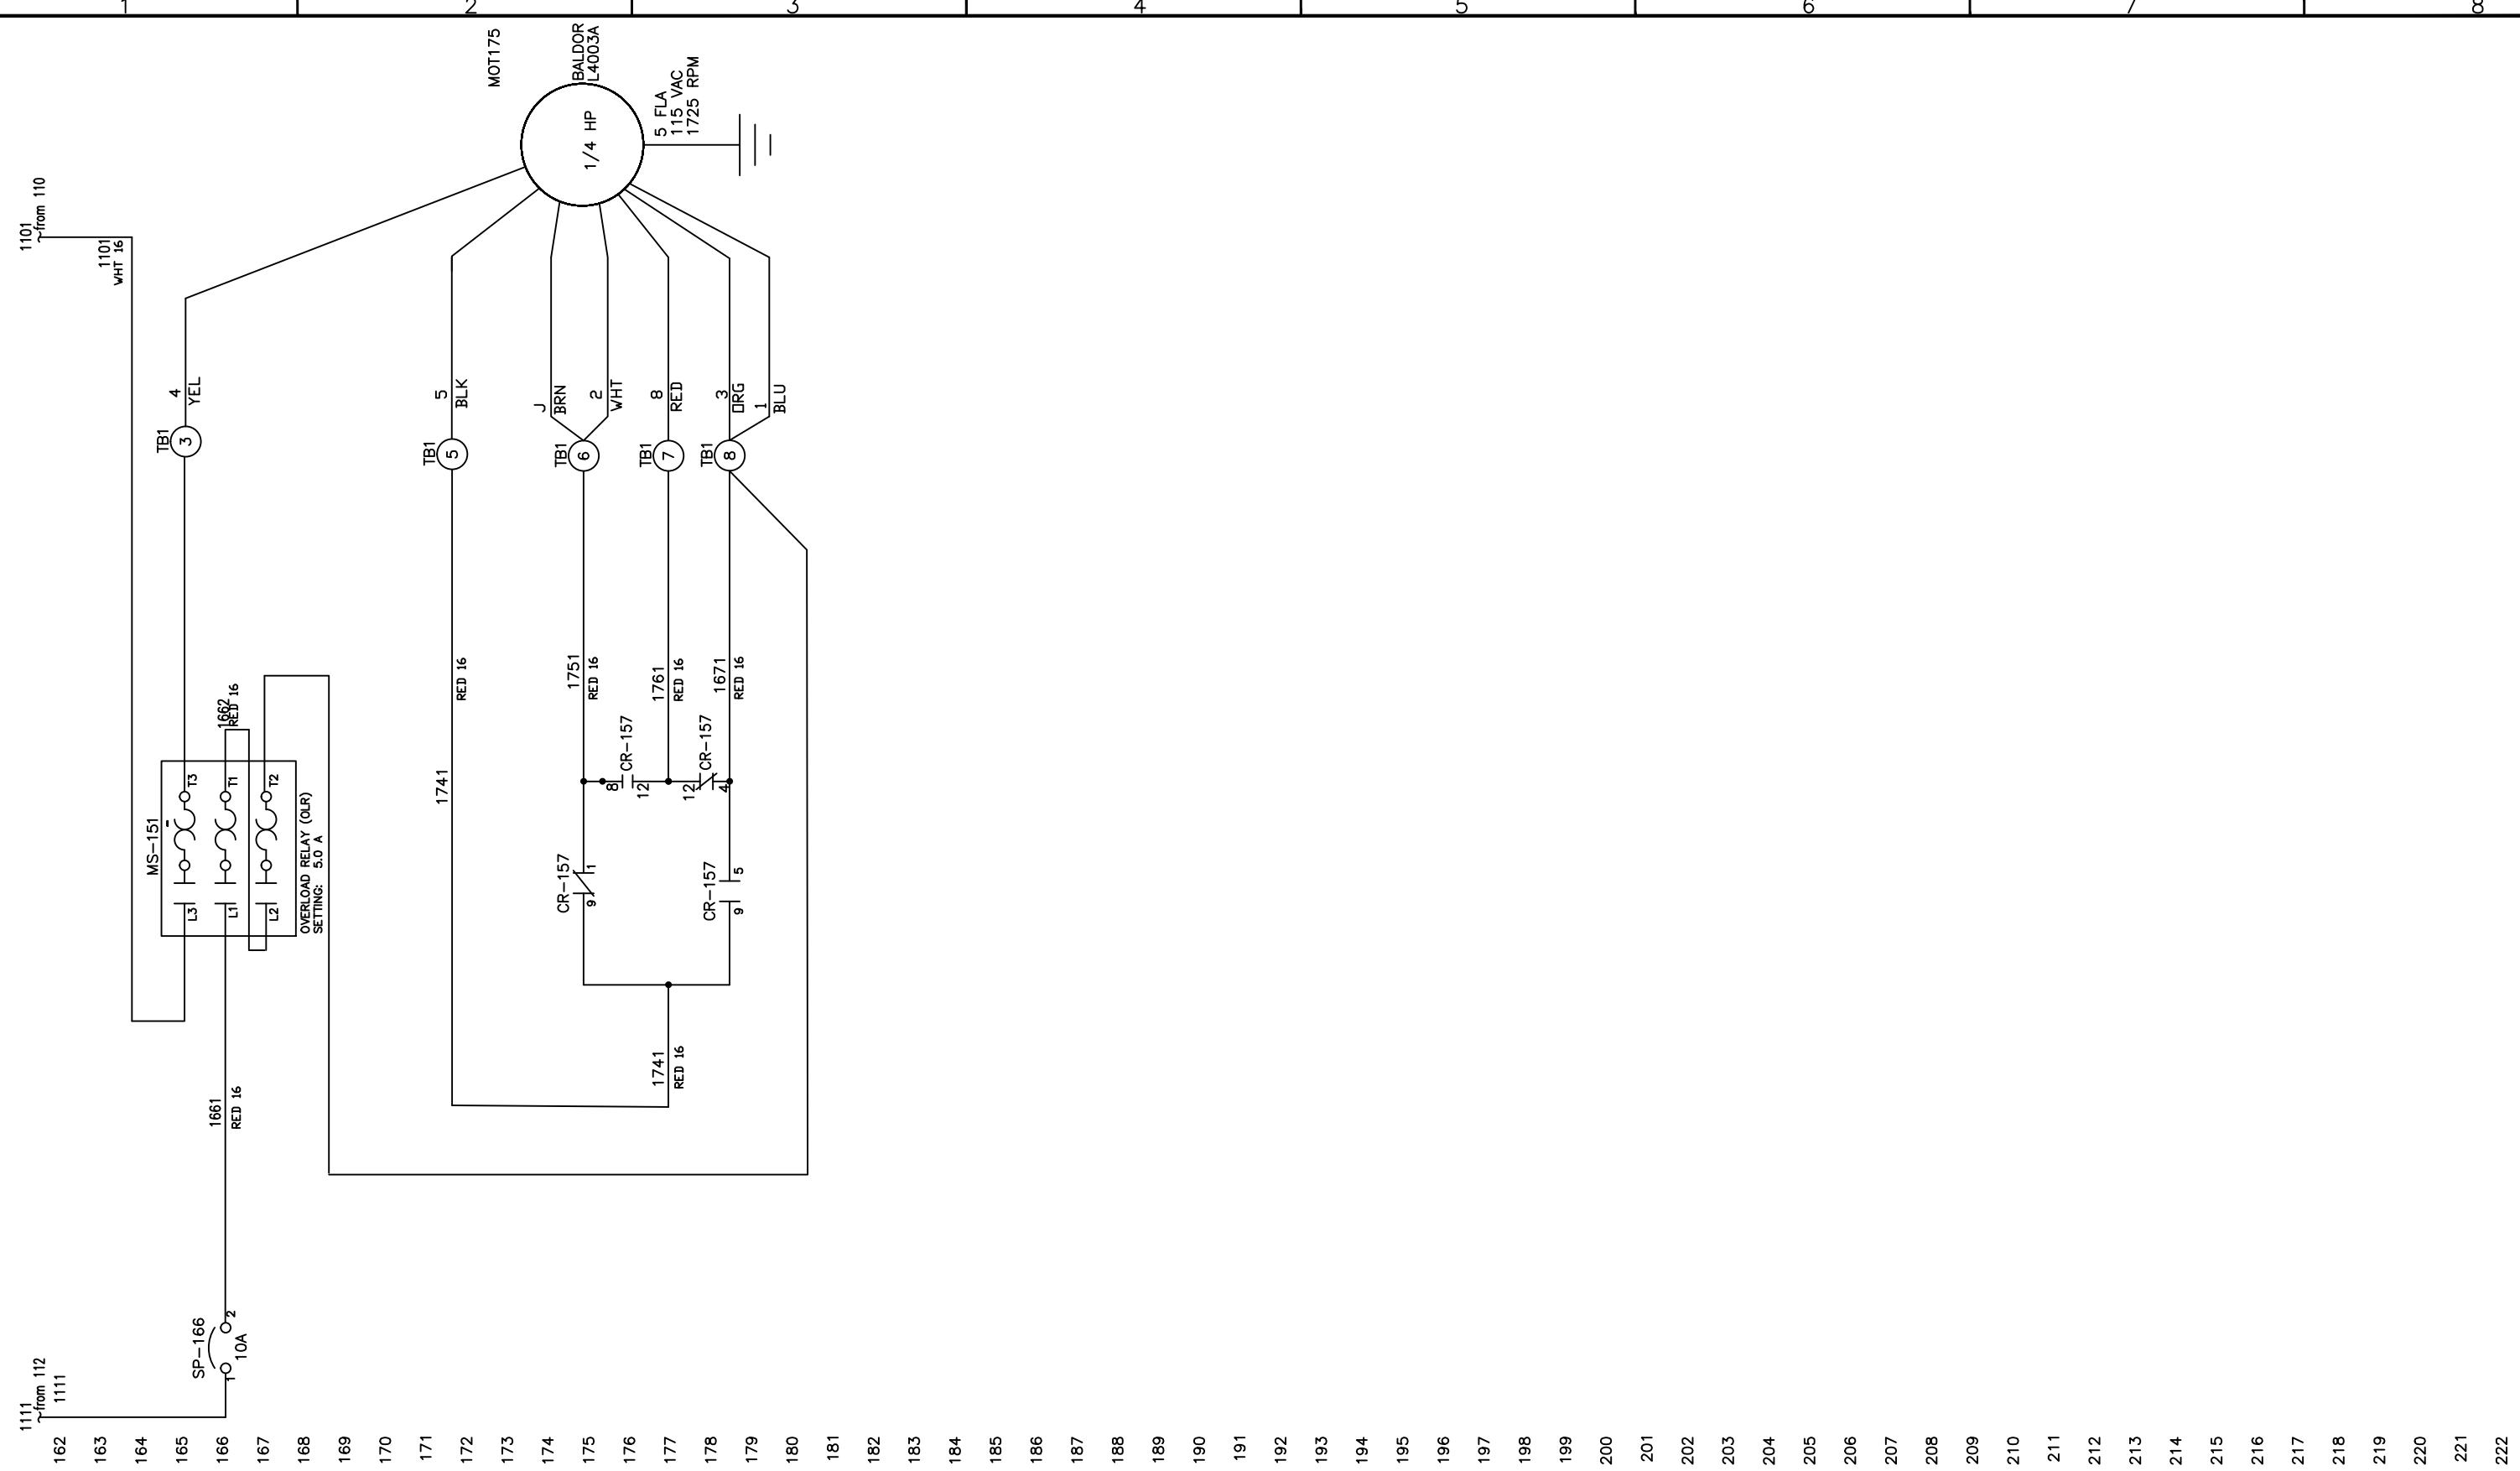 1
2
3
4
5
6
7
8
MOT175
BALDOR
L4003A
1/4 HP
5 FLA
115 VAC
1725 RPM
1101
from 110
1101
WHT 16
4
YEL
TB1
3
5
BLK
TB1
5
J
BRN
2
WHT
TB1
6
8
RED
TB1
7
3
ORG
1
BLU
TB1
8
1741
RED 16
1751
RED 16
1761
RED 16
1671
RED 16
1662
RED 16
MS-151
T3
T1
T2
L3
L1
L2
OVERLOAD RELAY (OLR)
SETTING: 5.0 A
CR-157
8
12
CR-157
12
4
CR-157
1
9
CR-157
5
9
1741
RED 16
1661
RED 16
SP-166
2
10A
1
1111
from 112
1111
162
163
164
165
166
167
168
169
170
171
172
173
174
175
176
177
178
179
180
181
182
183
184
185
186
187
188
189
190
191
192
193
194
195
196
197
198
199
200
201
202
203
204
205
206
207
208
209
210
211
212
213
214
215
216
217
218
219
220
221
222